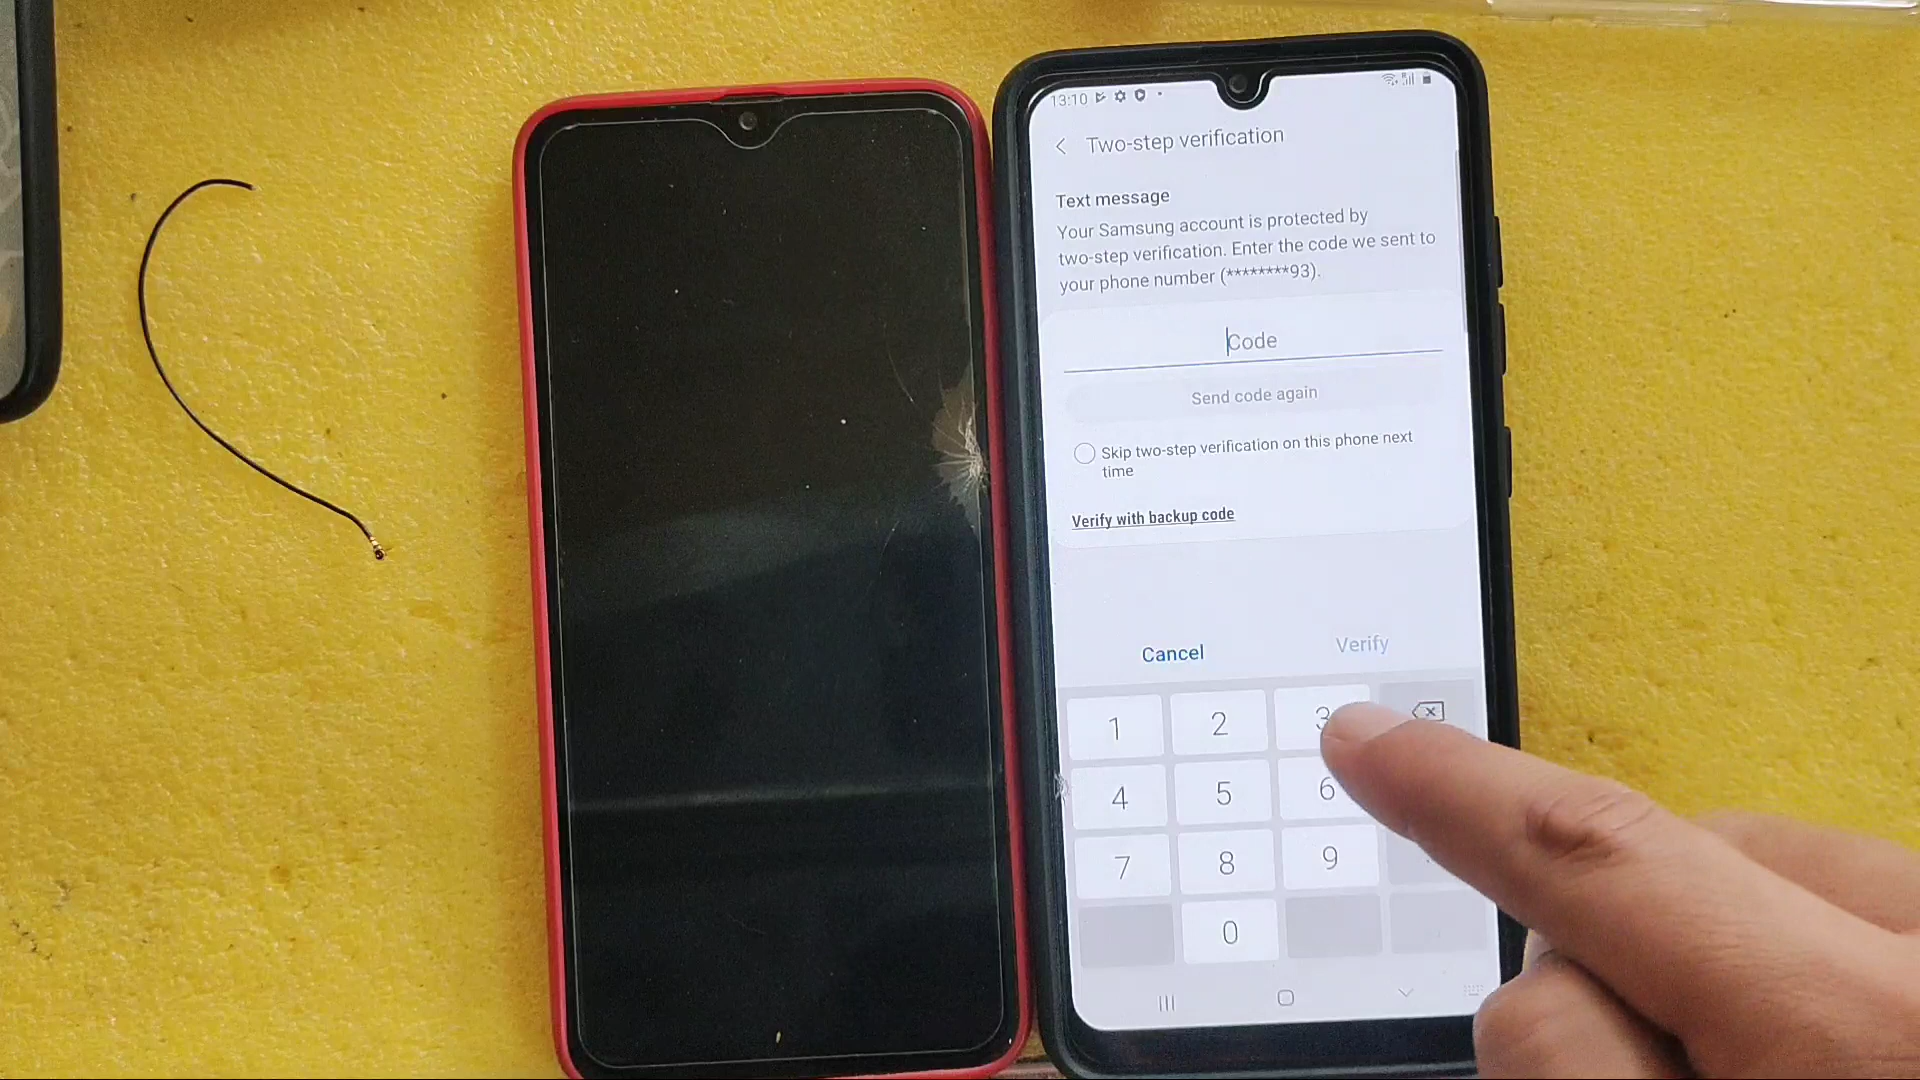 13:10
Two-step verification
Text message
Your Samsung account is protected by
two-step verification. Enter the code we sent to
your phone number (********93).
Code
Send code again
Skip two-step verification on this phone next
time
Verify with backup code
Cancel
Verify
1 2 3
4 5 6
7 8 9
0